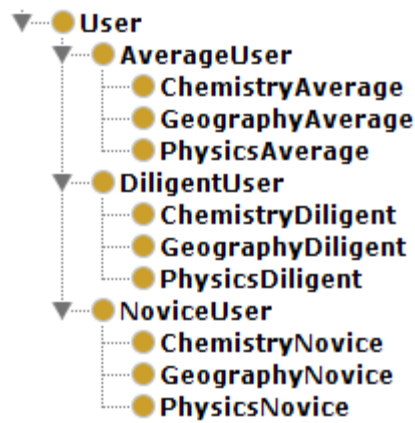 User
AverageUser
ChemistryAverage
GeographyAverage
PhysicsAverage
DiligentUser
ChemistryDiligent
GeographyDiligent
PhysicsDiligent
NoviceUser
ChemistryNovice
GeographyNovice
PhysicsNovice